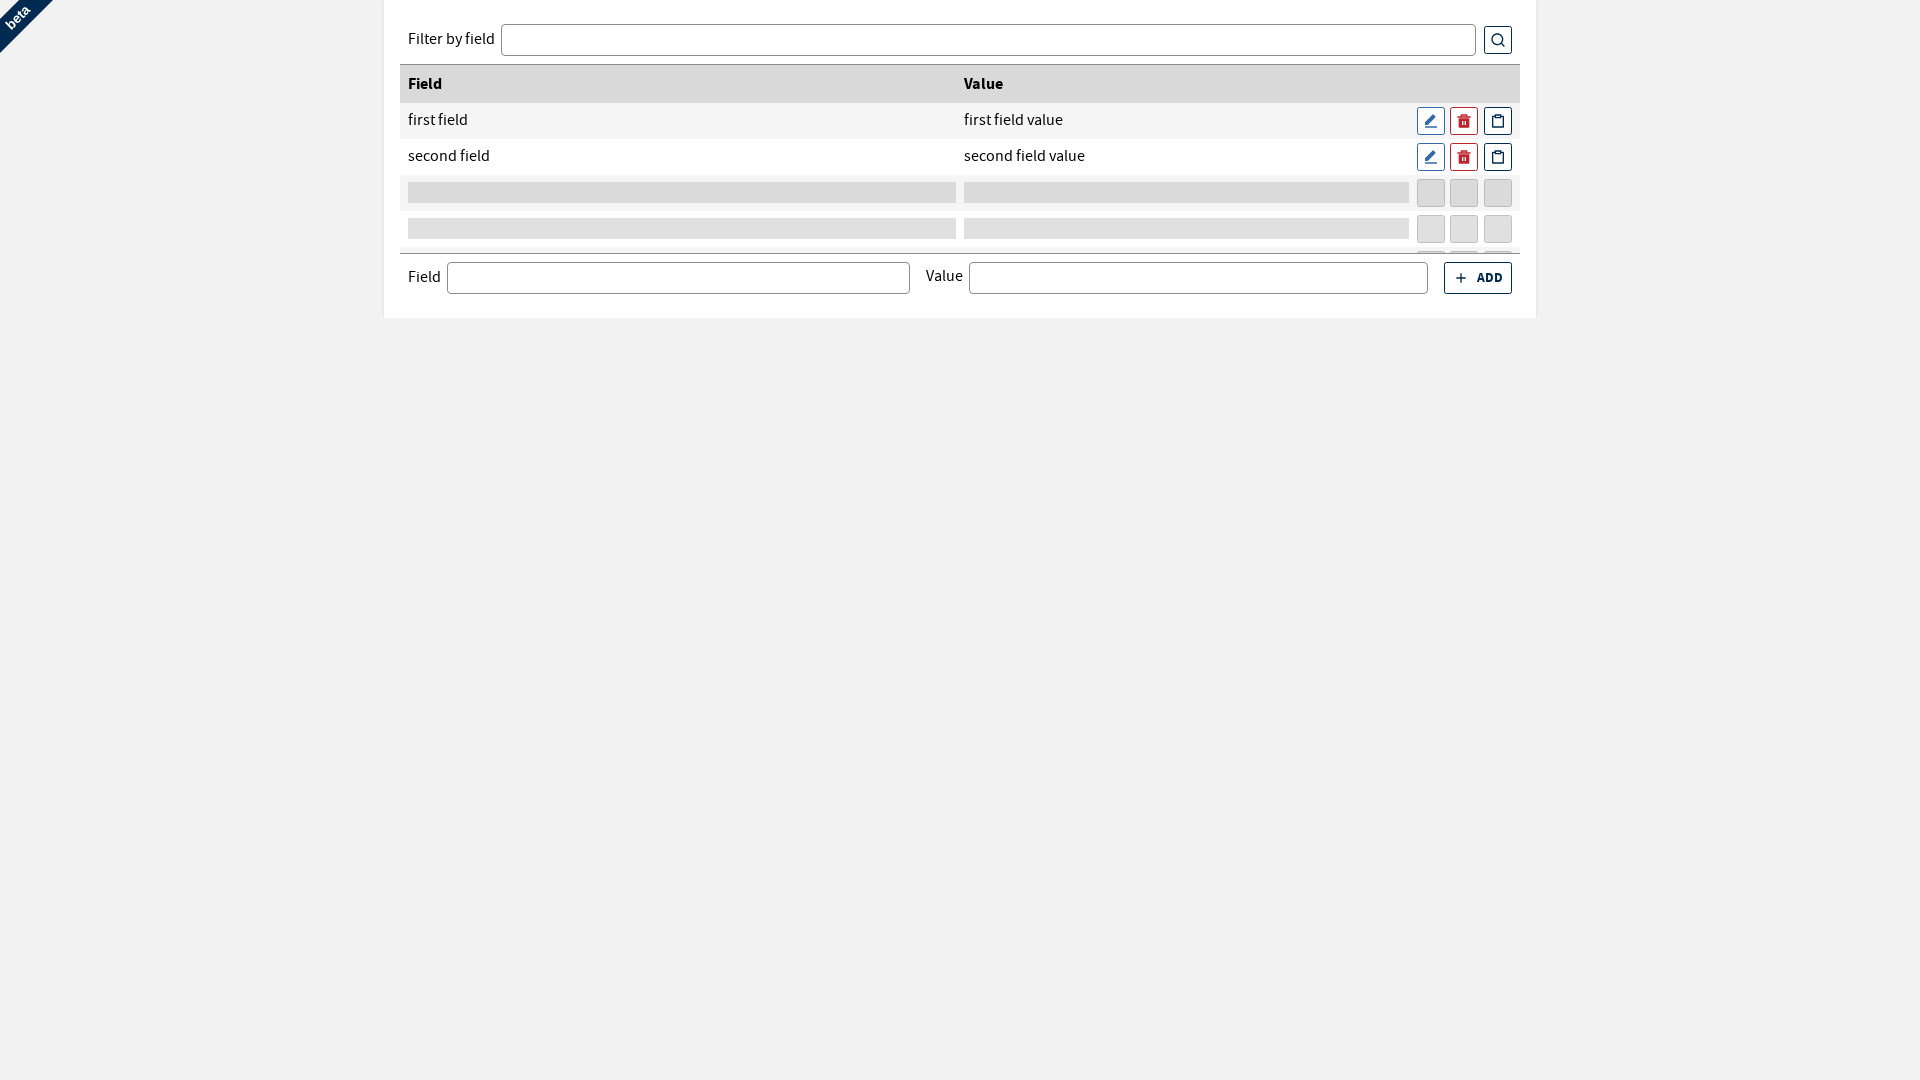 beta
Filter by field
Field Value
first field first field value
second field second field value
Field Value ADD